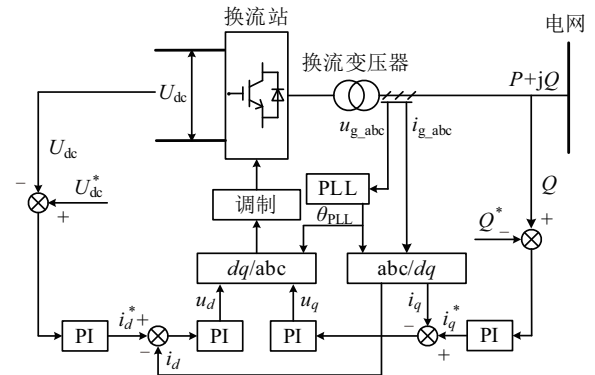 换流站
电网
换流变压器
P+jQ
U_dc
u_g_abc
i_g_abc
U_dc
PLL
Q
−
U_dc^*
+
调制
θ_PLL
Q^*
−
+
dq/abc
abc/dq
u_d
u_q
i_q
i_q^*
PI
i_d^*
+
−
PI
PI
−
+
PI
i_d